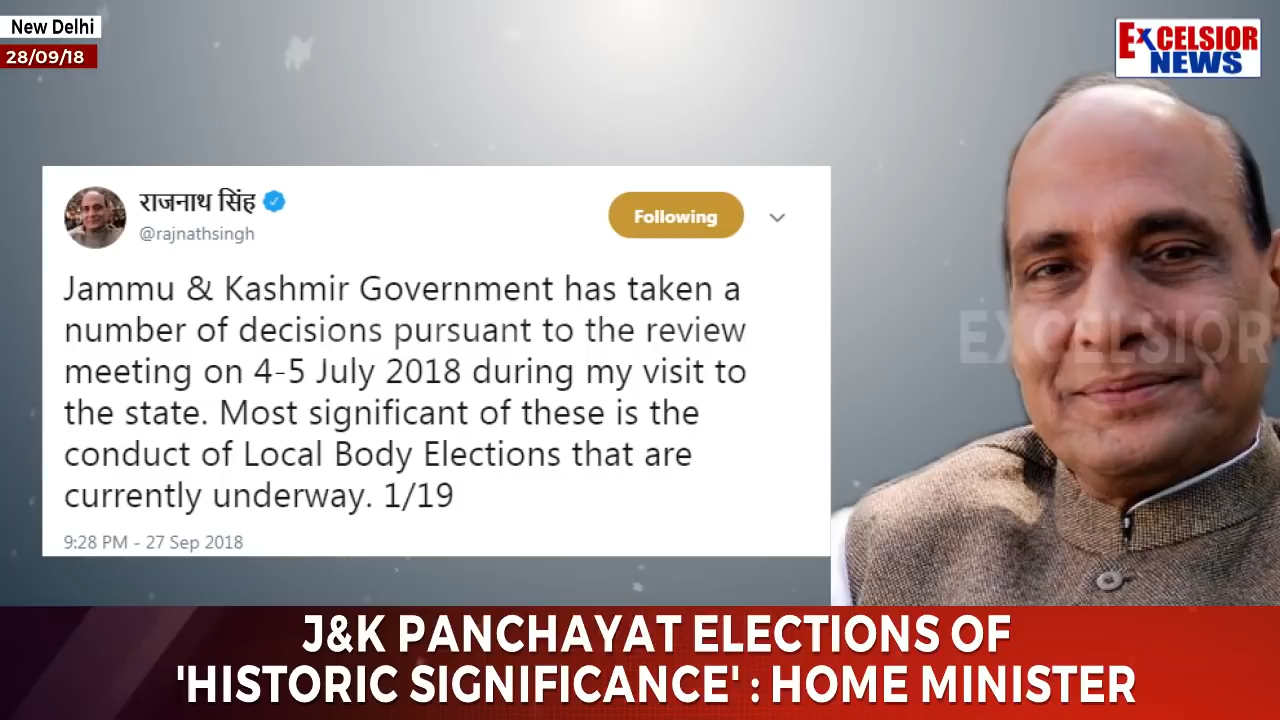 New Delhi
28/09/18
EXCELSIOR
NEWS
राजनाथ सिंह
@rajnathsingh
Following
Jammu & Kashmir Government has taken a
number of decisions pursuant to the review
meeting on 4-5 July 2018 during my visit to
the state. Most significant of these is the
conduct of Local Body Elections that are
currently underway. 1/19
9:28 PM - 27 Sep 2018
EXCELSIOR
J&K PANCHAYAT ELECTIONS OF
'HISTORIC SIGNIFICANCE' : HOME MINISTER